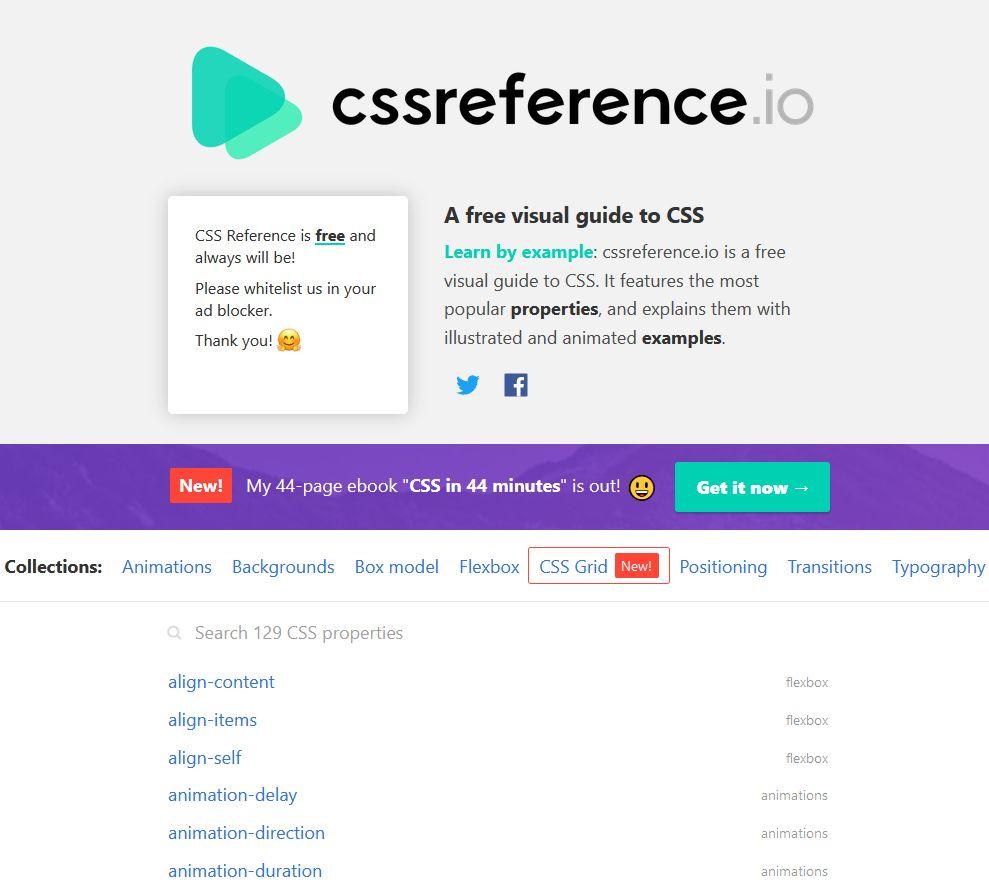 cssreference.io
CSS Reference is free and
always will be!
Please whitelist us in your
ad blocker.
Thank you!
A free visual guide to CSS
Learn by example: cssreference.io is a free
visual guide to CSS. It features the most
popular properties, and explains them with
illustrated and animated examples.
New! My 44-page ebook "CSS in 44 minutes" is out! Get it now →
Collections: Animations Backgrounds Box model Flexbox CSS Grid New! Positioning Transitions Typography
Search 129 CSS properties
align-content flexbox
align-items flexbox
align-self flexbox
animation-delay animations
animation-direction animations
animation-duration animations